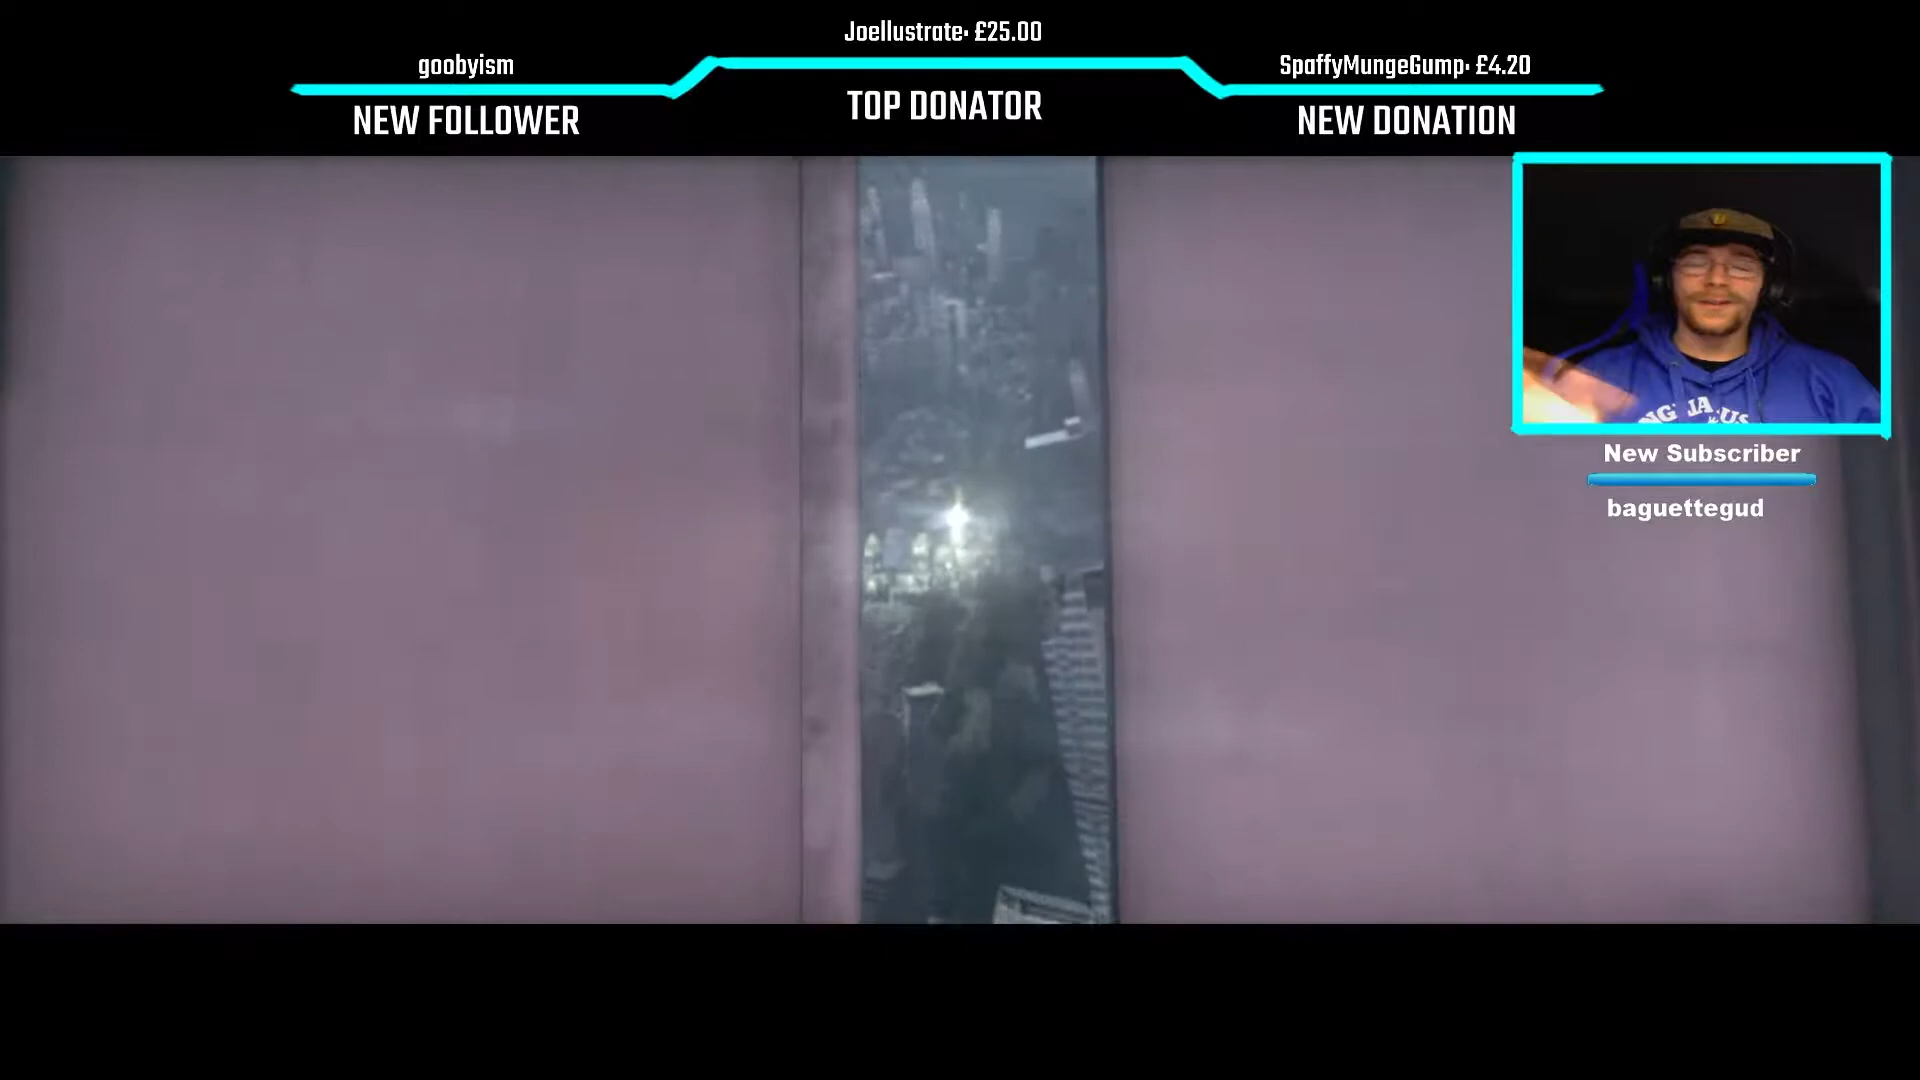 Joellustrate: £25.00
goobyism
SpaffyMungeGump: £4.20
TOP DONATOR
NEW FOLLOWER
NEW DONATION
New Subscriber
baguettegud